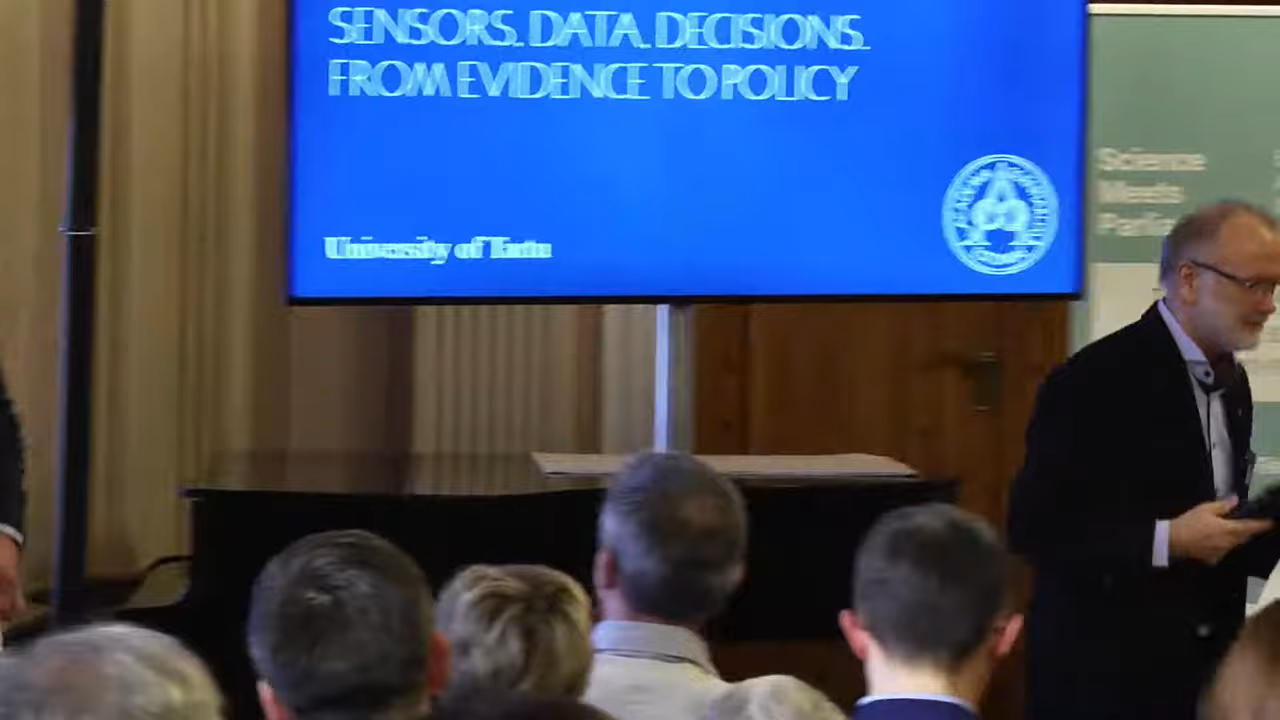 SENSORS. DATA. DECISIONS.
FROM EVIDENCE TO POLICY
University of Tartu
Science
Meets